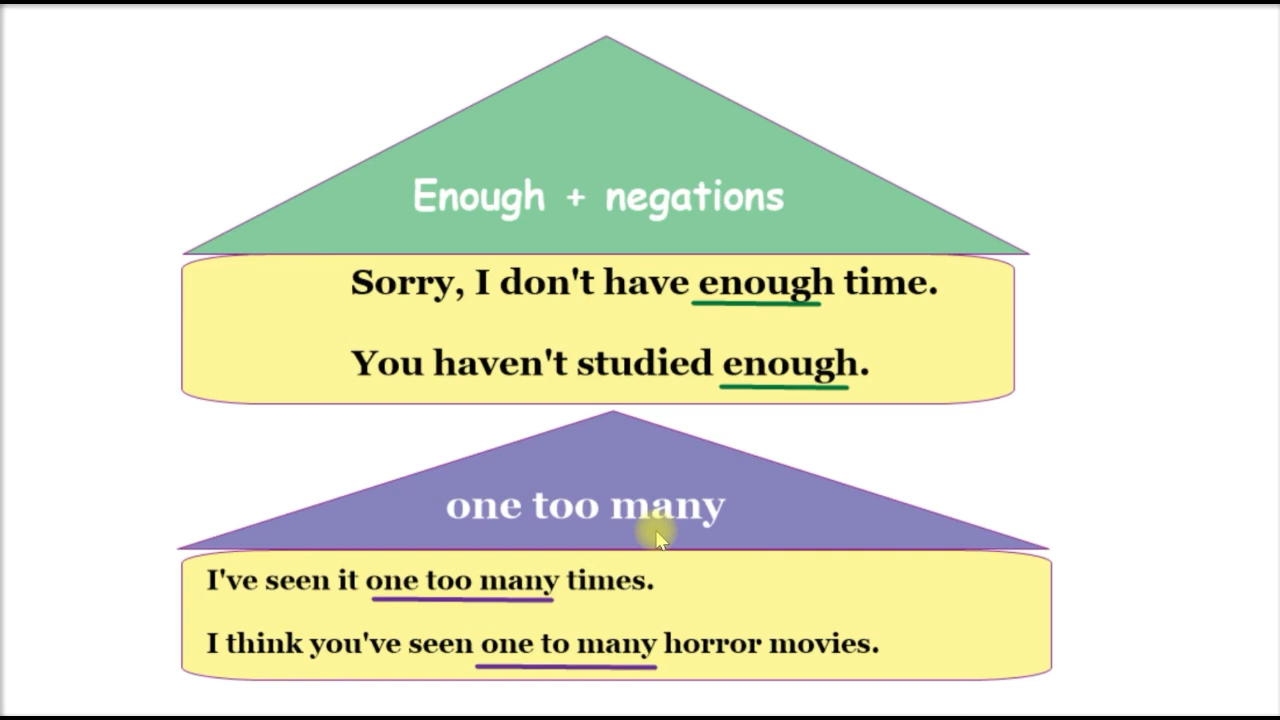 Enough + negations
Sorry, I don't have enough time.
You haven't studied enough.
one too many
I've seen it one too many times.
I think you've seen one to many horror movies.